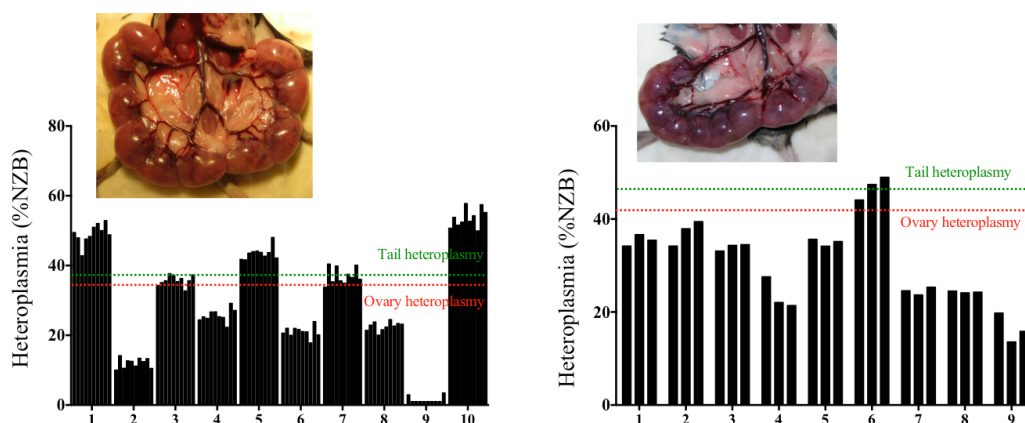 Heteroplasmia (%NZB)
80
60
40
20
0
Tail heteroplasmy
Ovary heteroplasmy
1 2 3 4 5 6 7 8 9 10
Heteroplasmia (%NZB)
60
40
20
0
Tail heteroplasmy
Ovary heteroplasmy
1 2 3 4 5 6 7 8 9